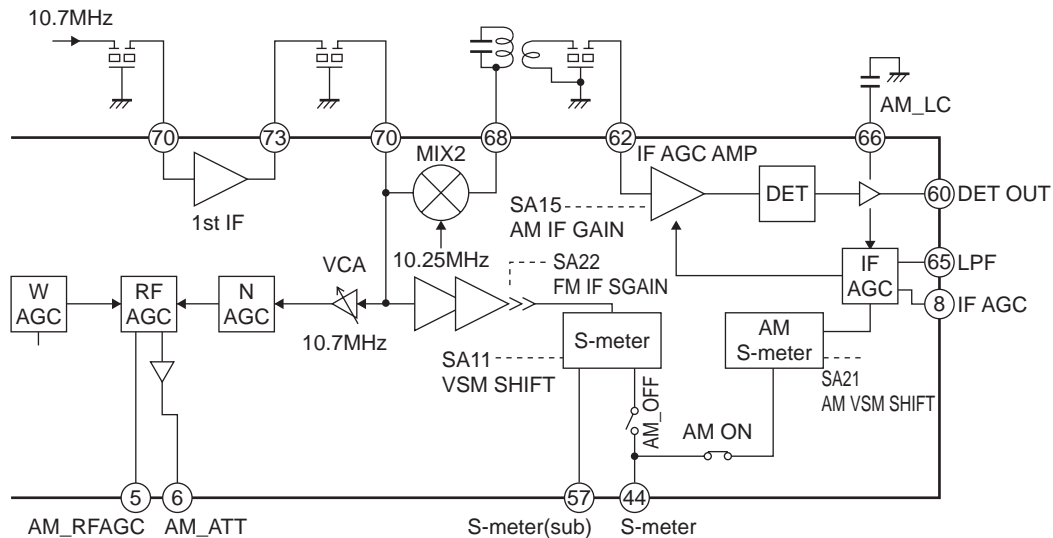 10.7MHz
AM_LC
70
73
70
68
62
66
MIX2
IF AGC AMP
1st IF
SA15
AM IF GAIN
DET
60
DET OUT
10.25MHz
SA22
FM IF SGAIN
VCA
10.7MHz
W
AGC
RF
AGC
N
AGC
IF
AGC
65
LPF
8
IF AGC
S-meter
AM
S-meter
SA11
VSM SHIFT
SA21
AM VSM SHIFT
AM_OFF
AM ON
5
6
57
44
AM_RFAGC
AM_ATT
S-meter(sub)
S-meter